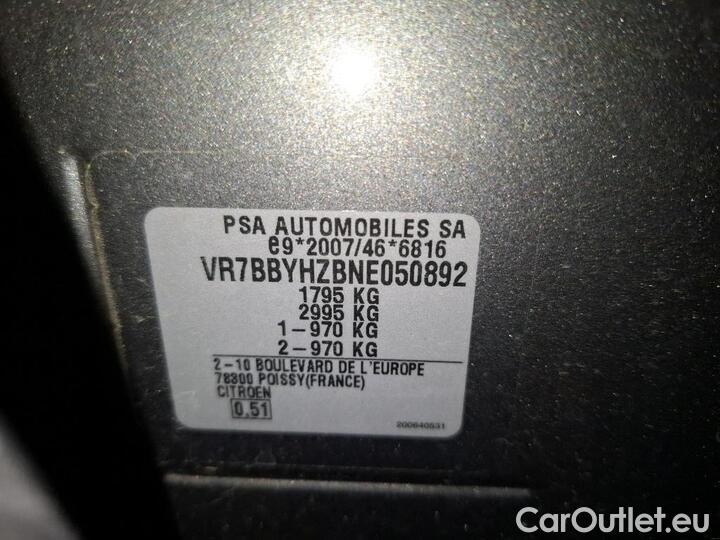 PSA AUTOMOBILES SA
e9*2007/46*6816
VR7BBYHZBNE050892
1795 KG
2995 KG
1-970 KG
2-970 KG
2-10 BOULEVARD DE L'EUROPE
78300 POISSY(FRANCE)
CITROEN
0.51
200640531
CarOutlet.eu